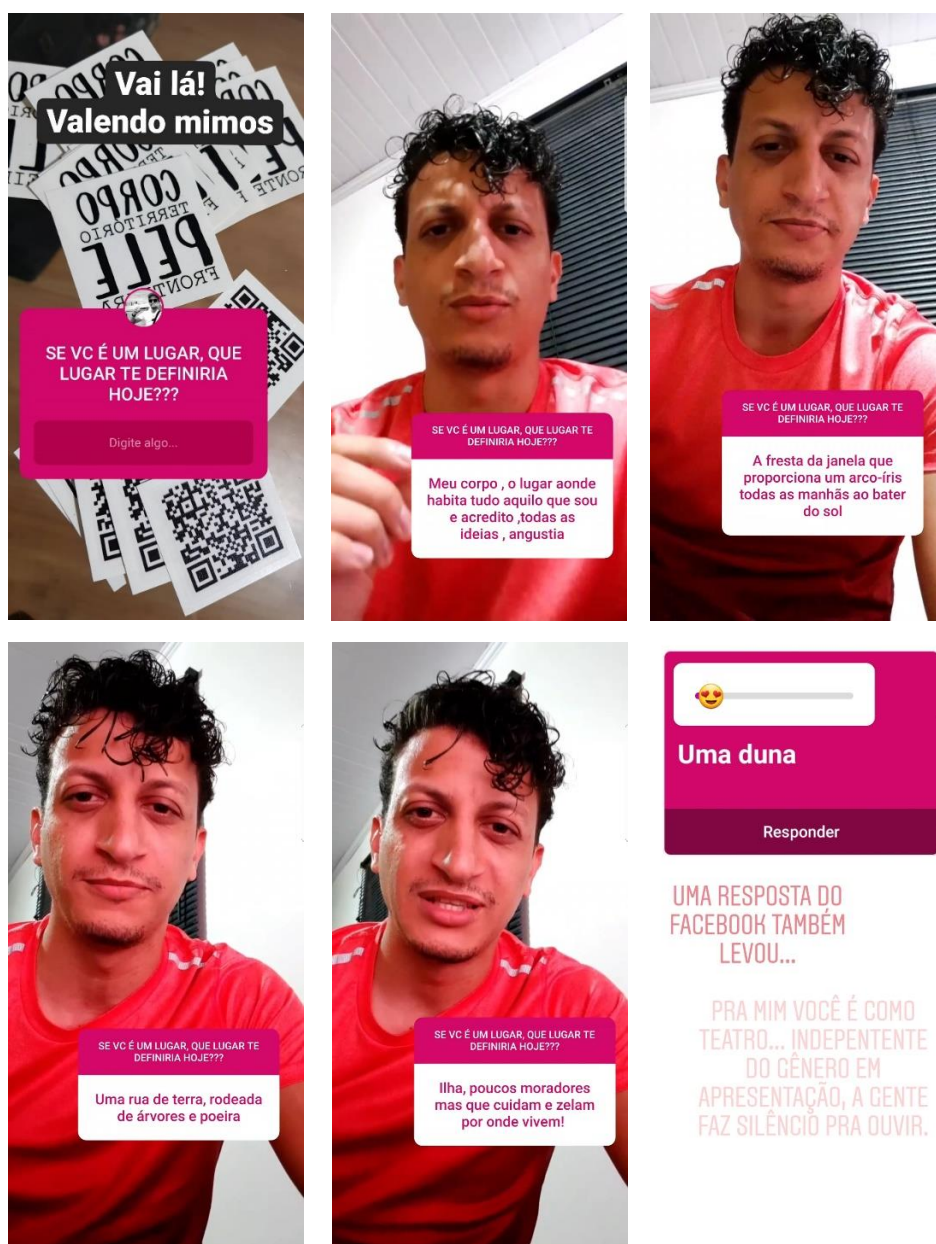 Vai lá!
Valendo mimos
CORPO
TERRITÓRIO
PELE
FRONTEIRA
SE VC É UM LUGAR, QUE
LUGAR TE DEFINIRIA
HOJE???
Digite algo...
SE VC É UM LUGAR, QUE LUGAR TE
DEFINIRIA HOJE???
Meu corpo , o lugar aonde
habita tudo aquilo que sou
e acredito ,todas as
ideias , angustia
SE VC É UM LUGAR, QUE LUGAR TE
DEFINIRIA HOJE???
A fresta da janela que
proporciona um arco-íris
todas as manhãs ao bater
do sol
SE VC É UM LUGAR, QUE LUGAR TE
DEFINIRIA HOJE???
Uma rua de terra, rodeada
de árvores e poeira
SE VC É UM LUGAR, QUE LUGAR TE
DEFINIRIA HOJE???
Ilha, poucos moradores
mas que cuidam e zelam
por onde vivem!
Uma duna
Responder
UMA RESPOSTA DO
FACEBOOK TAMBÉM
LEVOU...
PRA MIM VOCÊ É COMO
TEATRO... INDEPENTENTE
DO GÊNERO EM
APRESENTAÇÃO, A GENTE
FAZ SILÊNCIO PRA OUVIR.